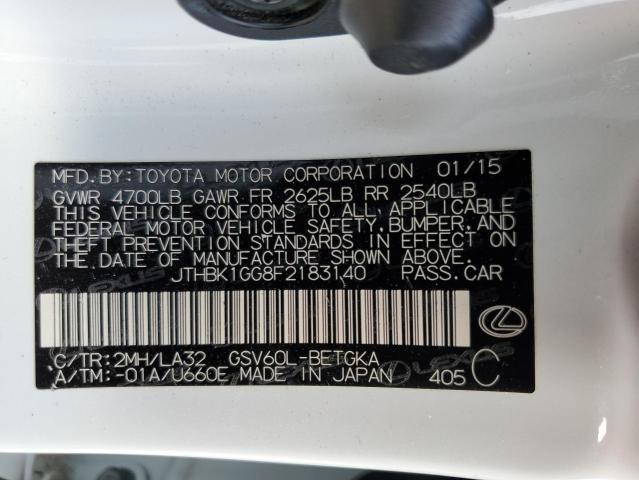 MFD. BY:TOYOTA MOTOR CORPORATION 01/15
GVWR 4700LB GAWR FR 2625LB RR 2540LB
THIS VEHICLE CONFORMS TO ALL APPLICABLE
FEDERAL MOTOR VEHICLE SAFETY, BUMPER, AND
THEFT PREVENTION STANDARDS IN EFFECT ON
THE DATE OF MANUFACTURE SHOWN ABOVE.
JTHBK1GG8F2183140 PASS. CAR
C/TR:2MH/LA32 GSV60L-BETGKA
A/TM:-01A/U660E MADE IN JAPAN 405 C